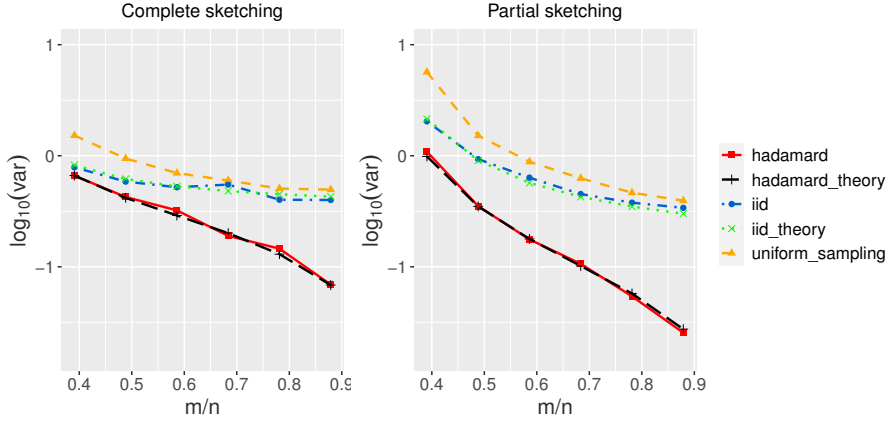 Complete sketching
Partial sketching
log10(var)
1
0
−1
0.4 0.5 0.6 0.7 0.8 0.9
m/n
log10(var)
1
0
−1
0.4 0.5 0.6 0.7 0.8 0.9
m/n
hadamard
hadamard_theory
iid
iid_theory
uniform_sampling